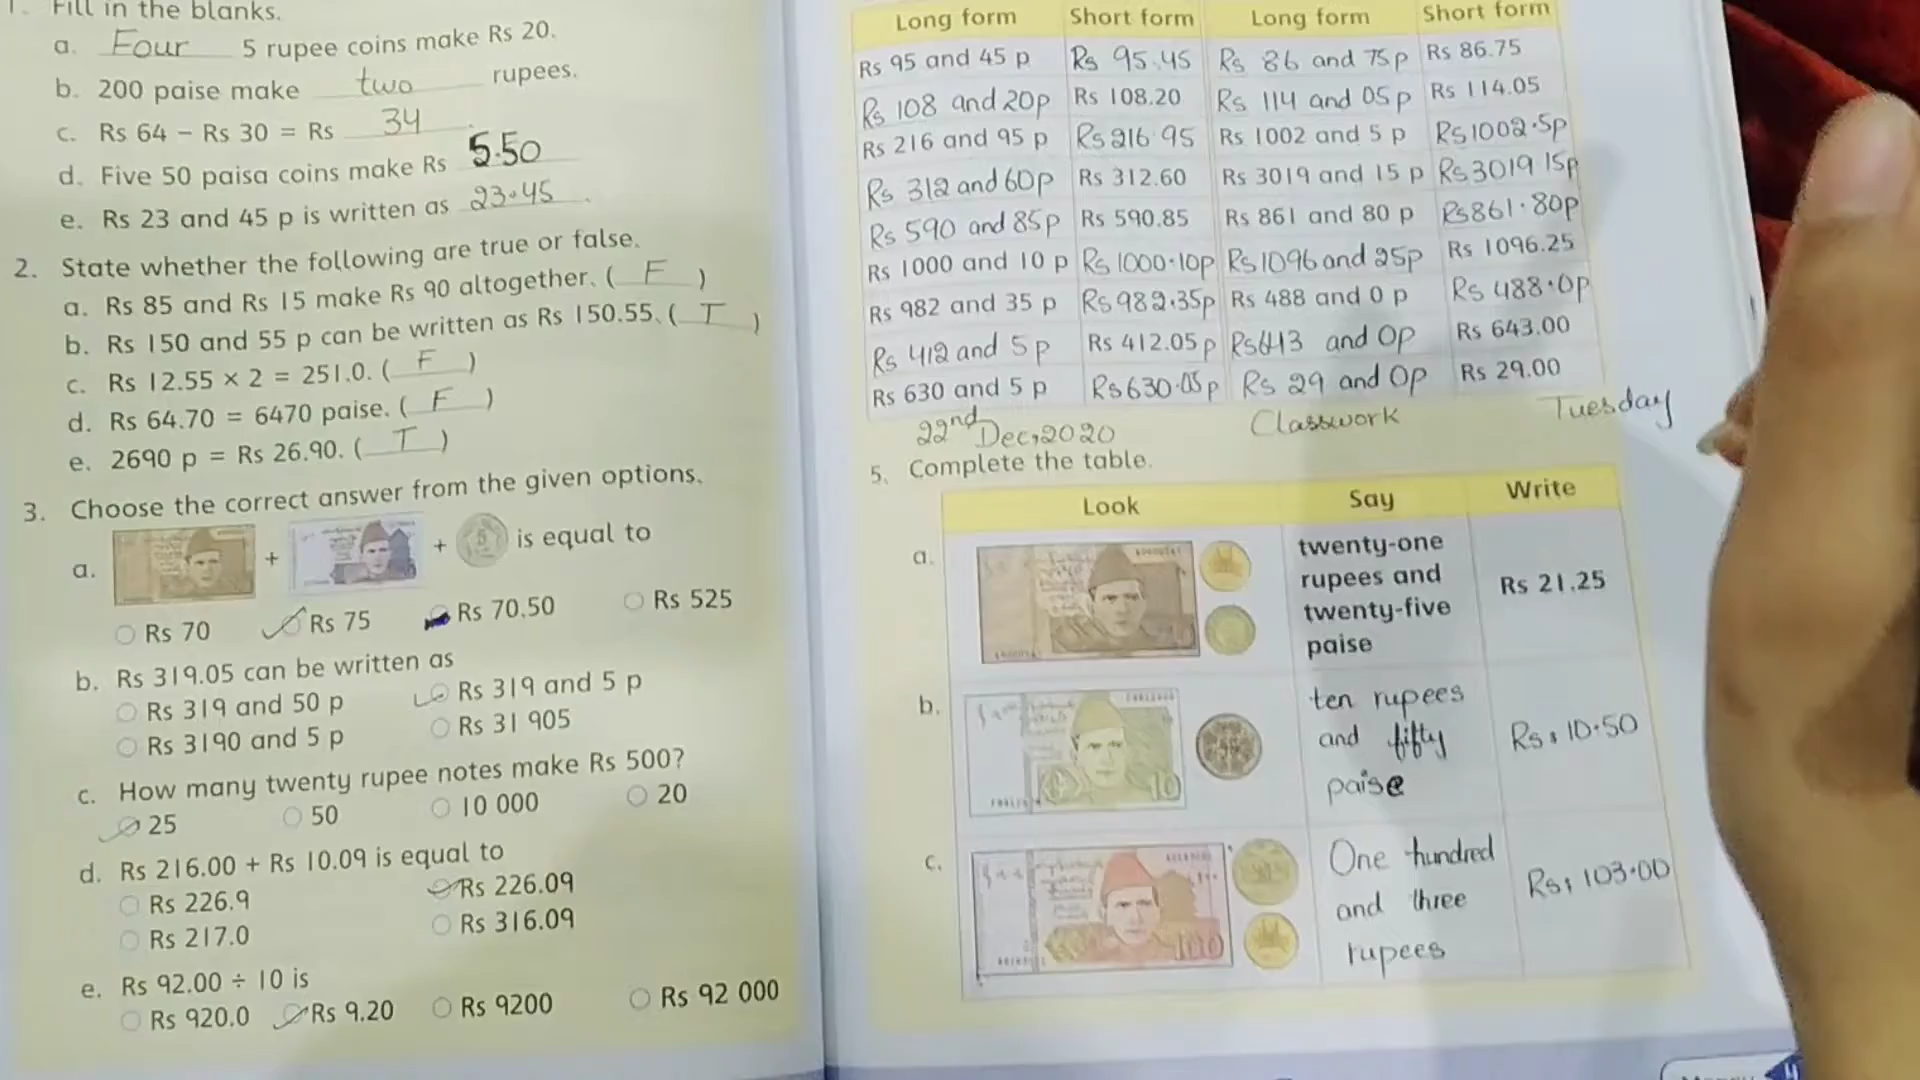 1. Fill in the blanks.
a. Four 5 rupee coins make Rs 20.
b. 200 paise make two rupees.
c. Rs 64 – Rs 30 = Rs 34.
d. Five 50 paisa coins make Rs 5.50
e. Rs 23 and 45 p is written as 23.45.
2. State whether the following are true or false.
a. Rs 85 and Rs 15 make Rs 90 altogether. ( F )
b. Rs 150 and 55 p can be written as Rs 150.55. ( T )
c. Rs 12.55 × 2 = 251.0. ( F )
d. Rs 64.70 = 6470 paise. ( F )
e. 2690 p = Rs 26.90. ( T )
3. Choose the correct answer from the given options.
a. + + 5 is equal to
Rs 70 Rs 75 Rs 70.50 Rs 525
b. Rs 319.05 can be written as
Rs 319 and 50 p Rs 319 and 5 p
Rs 3190 and 5 p Rs 31 905
c. How many twenty rupee notes make Rs 500?
25 50 10 000 20
d. Rs 216.00 + Rs 10.09 is equal to
Rs 226.9 Rs 226.09
Rs 217.0 Rs 316.09
e. Rs 92.00 ÷ 10 is
Rs 920.0 Rs 9.20 Rs 9200 Rs 92 000
Long form Short form Long form Short form
Rs 95 and 45 p Rs 95.45 Rs 86 and 75p Rs 86.75
Rs 108 and 20p Rs 108.20 Rs 114 and 05p Rs 114.05
Rs 216 and 95 p Rs 216.95 Rs 1002 and 5 p Rs 1002.5p
Rs 312 and 60p Rs 312.60 Rs 3019 and 15 p Rs 3019 15p
Rs 590 and 85p Rs 590.85 Rs 861 and 80 p Rs 861.80p
Rs 1000 and 10 p Rs 1000.10p Rs 1096 and 25p Rs 1096.25
Rs 982 and 35 p Rs 982.35p Rs 488 and 0 p Rs 488.0p
Rs 412 and 5p Rs 412.05 p Rs 643 and 0p Rs 643.00
Rs 630 and 5 p Rs 630.05p Rs 29 and 0p Rs 29.00
22nd Dec, 2020 Classwork Tuesday
5. Complete the table.
Look Say Write
a. twenty-one
rupees and
twenty-five
paise
Rs 21.25
10
b. ten rupees
and fifty
paise
Rs: 10.50
10
c. One hundred
and three
rupees
Rs: 103.00
100